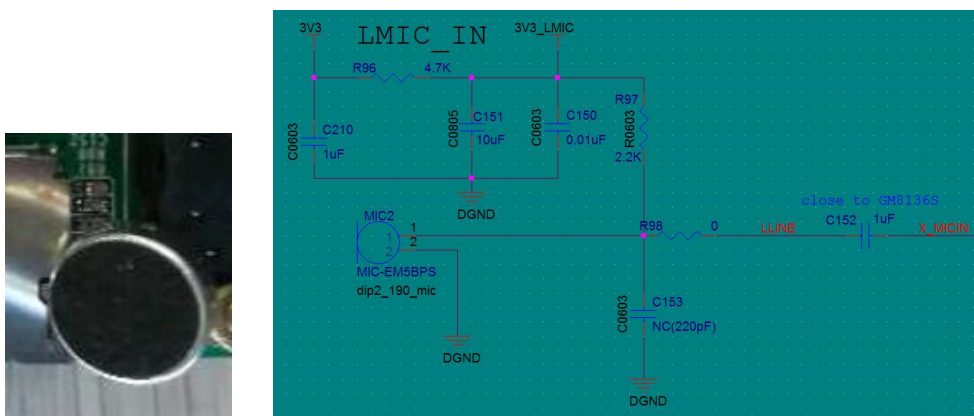 3V3
LMIC_IN
3V3_LMIC
R96
4.7K
C0603
C210
1uF
C0805
C151
10uF
C0603
C150
0.01uF
R97
R0603
2.2K
DGND
close to GM8136S
MIC2
1
2
1
2
MIC-EM5BPS
dip2_190_mic
R98
0
LLINE
C152
1uF
X_MICIN
C0603
C153
NC(220pF)
DGND
DGND